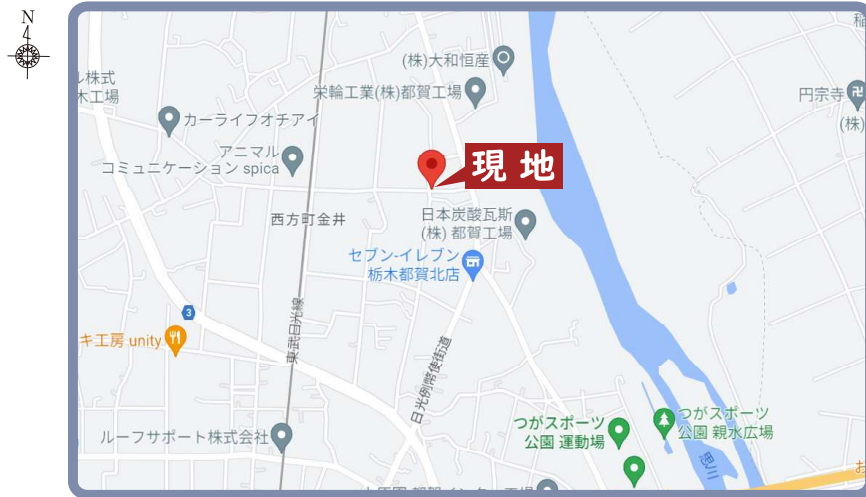 N
(株)大和恒産
ル株式
木工場
栄輪工業(株)都賀工場
円宗寺
(株)
カーライフオチアイ
アニマル
コミュニケーション spica
現地
西方町金井
日本炭酸瓦斯
(株) 都賀工場
セブン-イレブン
栃木都賀北店
3
キ工房 unity
東武日光線
日光例幣使街道
つがスポーツ
公園 運動場
つがスポーツ
公園 親水広場
ルーフサポート株式会社
思川
お